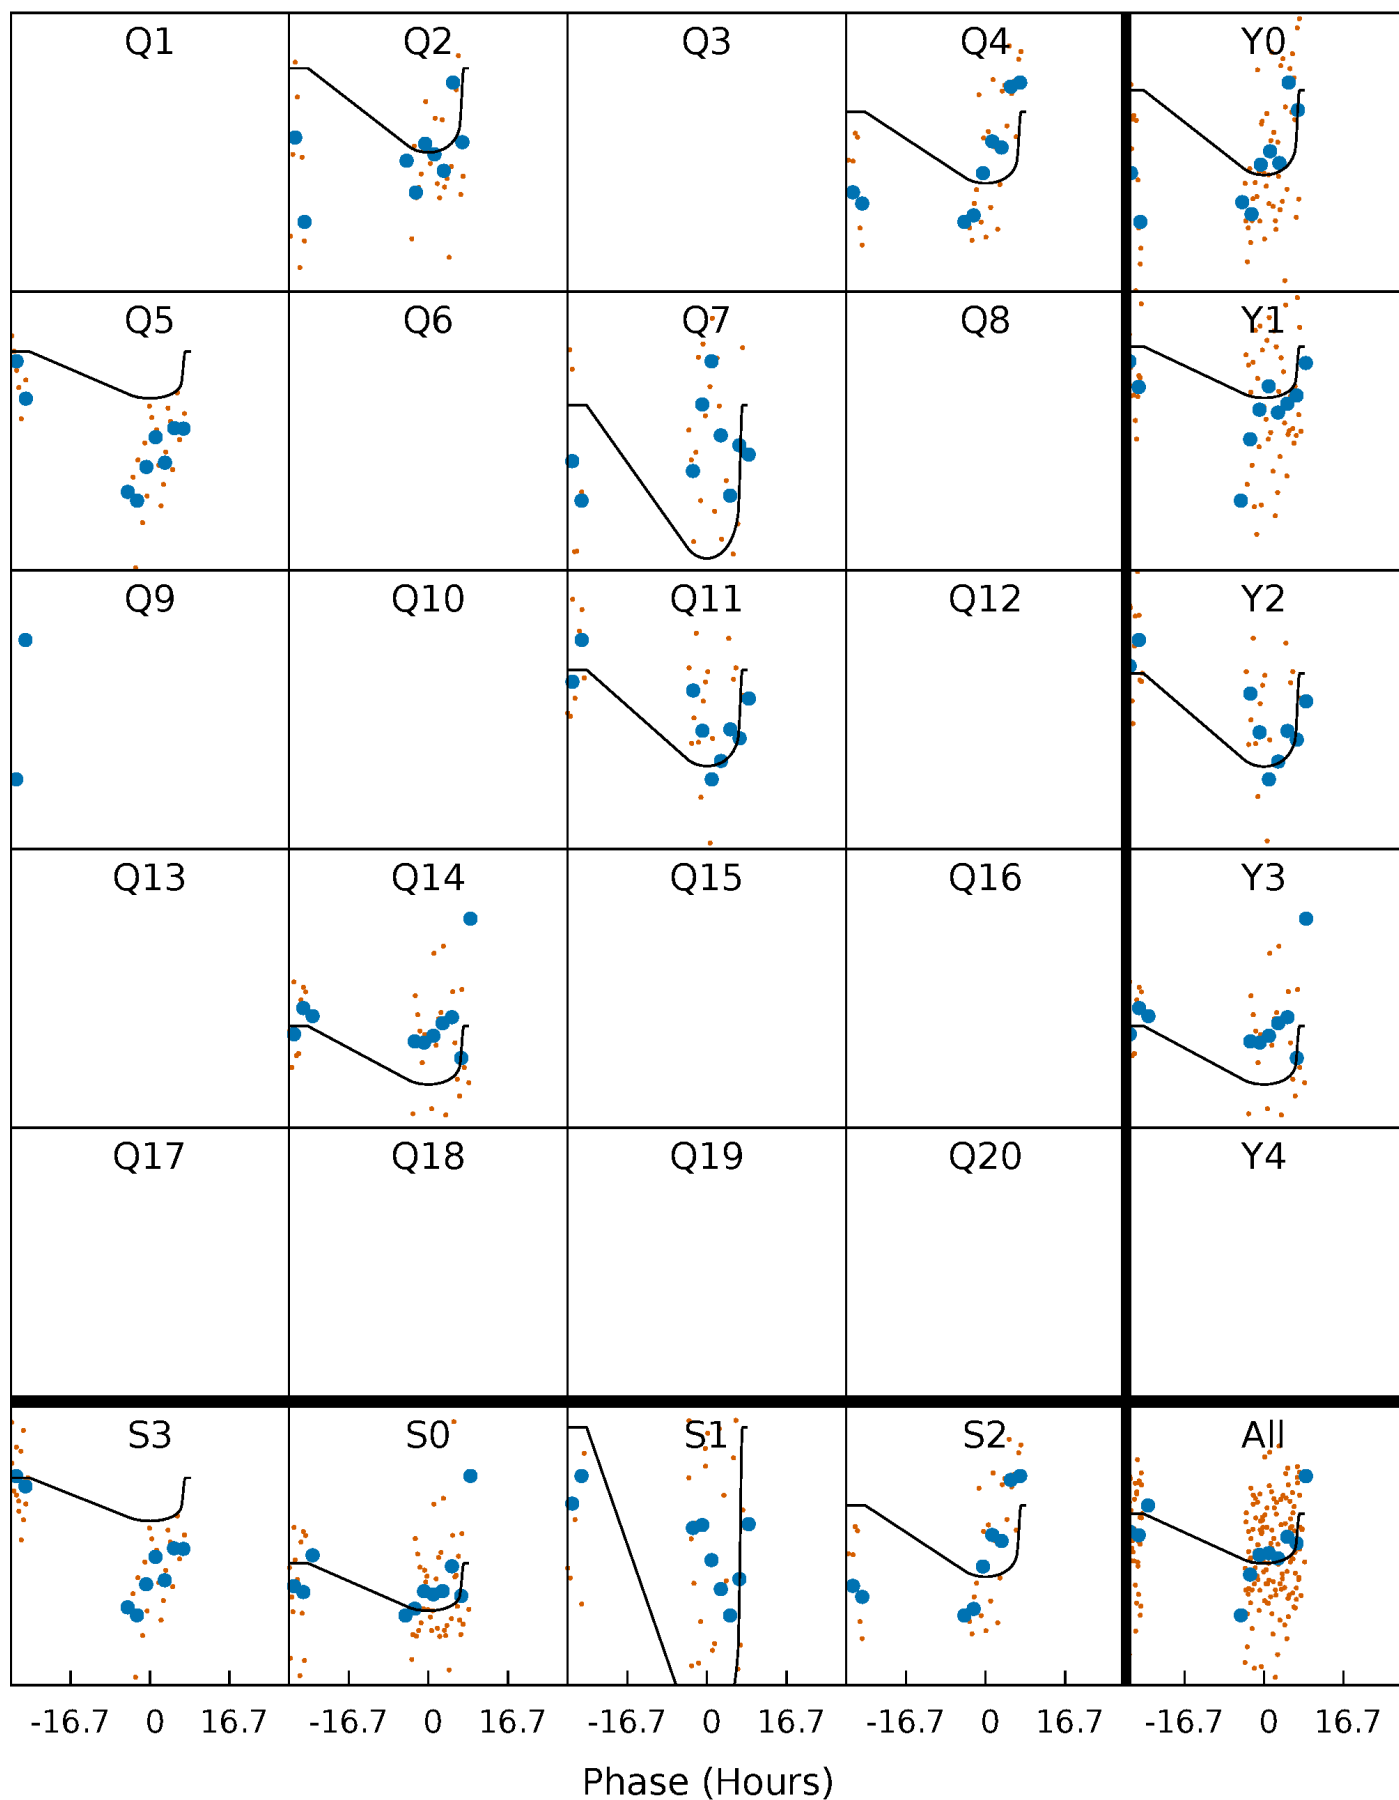 Q1 Q2 Q3 Q4 Y0
Q5 Q6 Q7 Q8 Y1
Q9 Q10 Q11 Q12 Y2
Q13 Q14 Q15 Q16 Y3
Q17 Q18 Q19 Q20 Y4
S3 S0 S1 S2 All
-16.7 0 16.7 -16.7 0 16.7 -16.7 0 16.7 -16.7 0 16.7 -16.7 0 16.7
Phase (Hours)